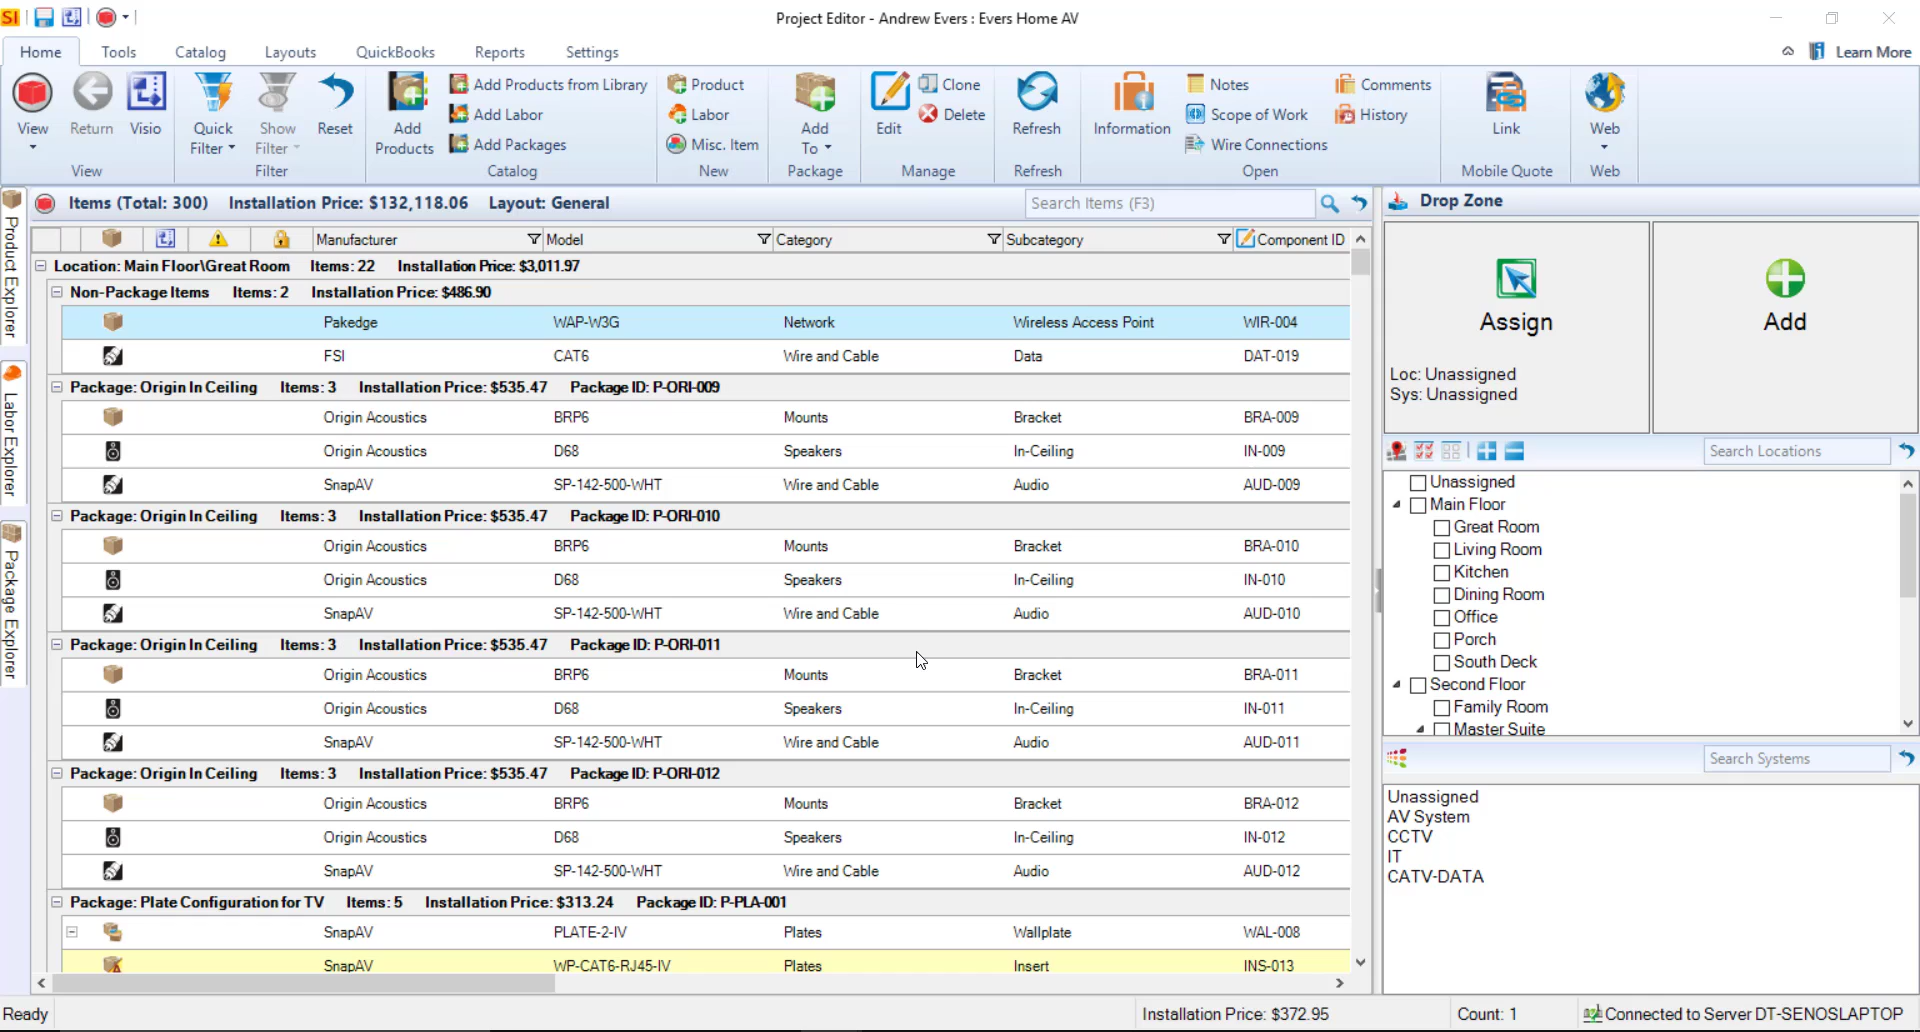 SI
Project Editor - Andrew Evers : Evers Home AV
Home Tools Catalog Layouts QuickBooks Reports Settings Learn More
View Return Visio
View
Quick Filter Show Filter Reset
Filter
Add Products Add Products from Library
Add Labor
Add Packages
Catalog
Product
Labor
Misc. Item
New
Add To
Package
Edit Clone
Delete
Manage
Refresh
Refresh
Information Notes Comments
Scope of Work History
Wire Connections
Open
Link
Mobile Quote
Web
Web
Product Explorer
Labor Explorer
Package Explorer
Items (Total: 300) Installation Price: $132,118.06 Layout: General Search Items (F3)
Manufacturer Model Category Subcategory Component ID
Location: Main Floor\Great Room Items: 22 Installation Price: $3,011.97
Non-Package Items Items: 2 Installation Price: $486.90
Pakedge WAP-W3G Network Wireless Access Point WIR-004
FSI CAT6 Wire and Cable Data DAT-019
Package: Origin In Ceiling Items: 3 Installation Price: $535.47 Package ID: P-ORI-009
Origin Acoustics BRP6 Mounts Bracket BRA-009
Origin Acoustics D68 Speakers In-Ceiling IN-009
SnapAV SP-142-500-WHT Wire and Cable Audio AUD-009
Package: Origin In Ceiling Items: 3 Installation Price: $535.47 Package ID: P-ORI-010
Origin Acoustics BRP6 Mounts Bracket BRA-010
Origin Acoustics D68 Speakers In-Ceiling IN-010
SnapAV SP-142-500-WHT Wire and Cable Audio AUD-010
Package: Origin In Ceiling Items: 3 Installation Price: $535.47 Package ID: P-ORI-011
Origin Acoustics BRP6 Mounts Bracket BRA-011
Origin Acoustics D68 Speakers In-Ceiling IN-011
SnapAV SP-142-500-WHT Wire and Cable Audio AUD-011
Package: Origin In Ceiling Items: 3 Installation Price: $535.47 Package ID: P-ORI-012
Origin Acoustics BRP6 Mounts Bracket BRA-012
Origin Acoustics D68 Speakers In-Ceiling IN-012
SnapAV SP-142-500-WHT Wire and Cable Audio AUD-012
Package: Plate Configuration for TV Items: 5 Installation Price: $313.24 Package ID: P-PLA-001
SnapAV PLATE-2-IV Plates Wallplate WAL-008
SnapAV WP-CAT6-RJ45-IV Plates Insert INS-013
Drop Zone
Assign
Loc: Unassigned
Sys: Unassigned
Add
Search Locations
Unassigned
Main Floor
Great Room
Living Room
Kitchen
Dining Room
Office
Porch
South Deck
Second Floor
Family Room
Master Suite
Search Systems
Unassigned
AV System
CCTV
IT
CATV-DATA
Ready Installation Price: $372.95 Count: 1 Connected to Server DT-SENOSLAPTOP